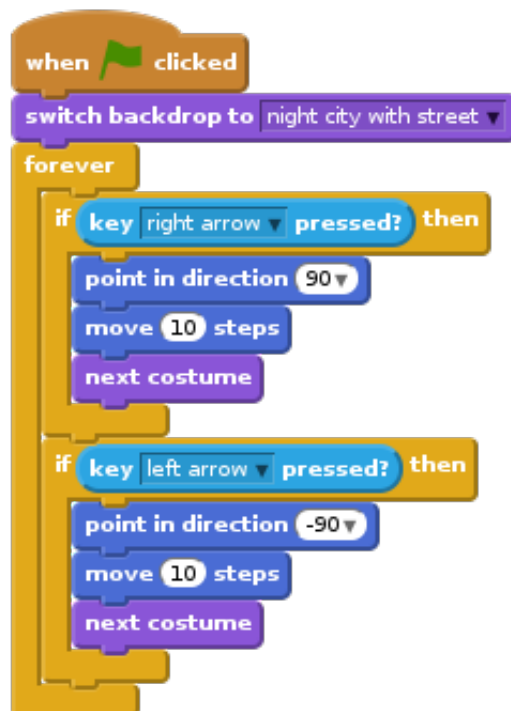 when clicked
switch backdrop to night city with street
forever
if key right arrow pressed? then
point in direction 90
move 10 steps
next costume
if key left arrow pressed? then
point in direction -90
move 10 steps
next costume